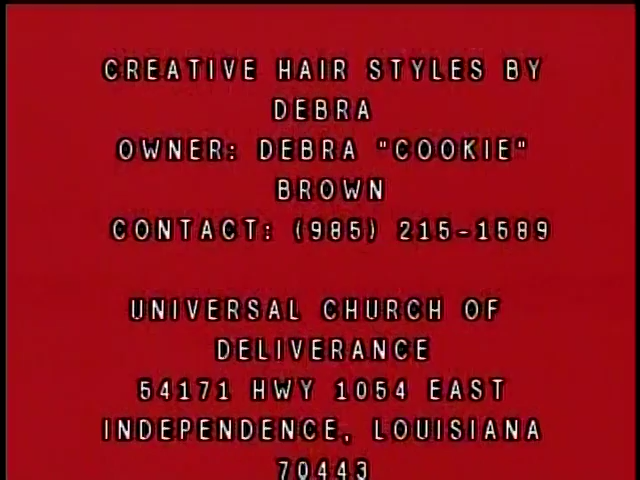 CREATIVE HAIR STYLES BY
DEBRA
OWNER: DEBRA "COOKIE"
BROWN
CONTACT: (985) 215-1589
UNIVERSAL CHURCH OF
DELIVERANCE
54171 HWY 1054 EAST
INDEPENDENCE, LOUISIANA
70443